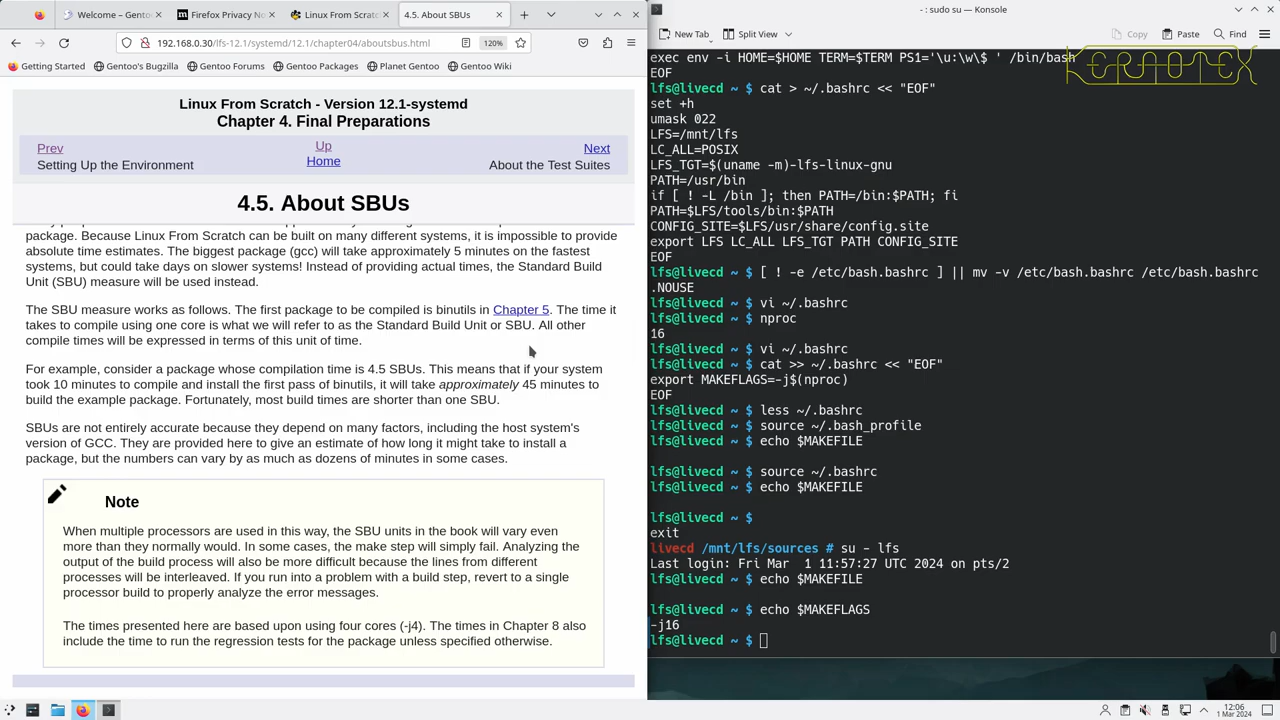 Welcome – Gento
Firefox Privacy No
Linux From Scratc
4.5. About SBUs
192.168.0.30/lfs-12.1/systemd/12.1/chapter04/aboutsbus.html
120%
Getting Started
Gentoo's Bugzilla
Gentoo Forums
Gentoo Packages
Planet Gentoo
Gentoo Wiki
Linux From Scratch - Version 12.1-systemd
Chapter 4. Final Preparations
Prev
Up
Next
Setting Up the Environment
Home
About the Test Suites
4.5. About SBUs
package. Because Linux From Scratch can be built on many different systems, it is impossible to provide
absolute time estimates. The biggest package (gcc) will take approximately 5 minutes on the fastest
systems, but could take days on slower systems! Instead of providing actual times, the Standard Build
Unit (SBU) measure will be used instead.
The SBU measure works as follows. The first package to be compiled is binutils in Chapter 5. The time it
takes to compile using one core is what we will refer to as the Standard Build Unit or SBU. All other
compile times will be expressed in terms of this unit of time.
For example, consider a package whose compilation time is 4.5 SBUs. This means that if your system
took 10 minutes to compile and install the first pass of binutils, it will take approximately 45 minutes to
build the example package. Fortunately, most build times are shorter than one SBU.
SBUs are not entirely accurate because they depend on many factors, including the host system's
version of GCC. They are provided here to give an estimate of how long it might take to install a
package, but the numbers can vary by as much as dozens of minutes in some cases.
Note
When multiple processors are used in this way, the SBU units in the book will vary even
more than they normally would. In some cases, the make step will simply fail. Analyzing the
output of the build process will also be more difficult because the lines from different
processes will be interleaved. If you run into a problem with a build step, revert to a single
processor build to properly analyze the error messages.
The times presented here are based upon using four cores (-j4). The times in Chapter 8 also
include the time to run the regression tests for the package unless specified otherwise.
- : sudo su — Konsole
New Tab
Split View
Copy
Paste
Find
KERNOTEX
exec env -i HOME=$HOME TERM=$TERM PS1='\u:\w\$ ' /bin/bash
EOF
lfs@livecd ~ $ cat > ~/.bashrc << "EOF"
set +h
umask 022
LFS=/mnt/lfs
LC_ALL=POSIX
LFS_TGT=$(uname -m)-lfs-linux-gnu
PATH=/usr/bin
if [ ! -L /bin ]; then PATH=/bin:$PATH; fi
PATH=$LFS/tools/bin:$PATH
CONFIG_SITE=$LFS/usr/share/config.site
export LFS LC_ALL LFS_TGT PATH CONFIG_SITE
EOF
lfs@livecd ~ $ [ ! -e /etc/bash.bashrc ] || mv -v /etc/bash.bashrc /etc/bash.bashrc
.NOUSE
lfs@livecd ~ $ vi ~/.bashrc
lfs@livecd ~ $ nproc
16
lfs@livecd ~ $ vi ~/.bashrc
lfs@livecd ~ $ cat >> ~/.bashrc << "EOF"
export MAKEFLAGS=-j$(nproc)
EOF
lfs@livecd ~ $ less ~/.bashrc
lfs@livecd ~ $ source ~/.bash_profile
lfs@livecd ~ $ echo $MAKEFILE
lfs@livecd ~ $ source ~/.bashrc
lfs@livecd ~ $ echo $MAKEFILE
lfs@livecd ~ $
exit
livecd /mnt/lfs/sources # su - lfs
Last login: Fri Mar  1 11:57:27 UTC 2024 on pts/2
lfs@livecd ~ $ echo $MAKEFILE
lfs@livecd ~ $ echo $MAKEFLAGS
-j16
lfs@livecd ~ $
12:06
1 Mar 2024